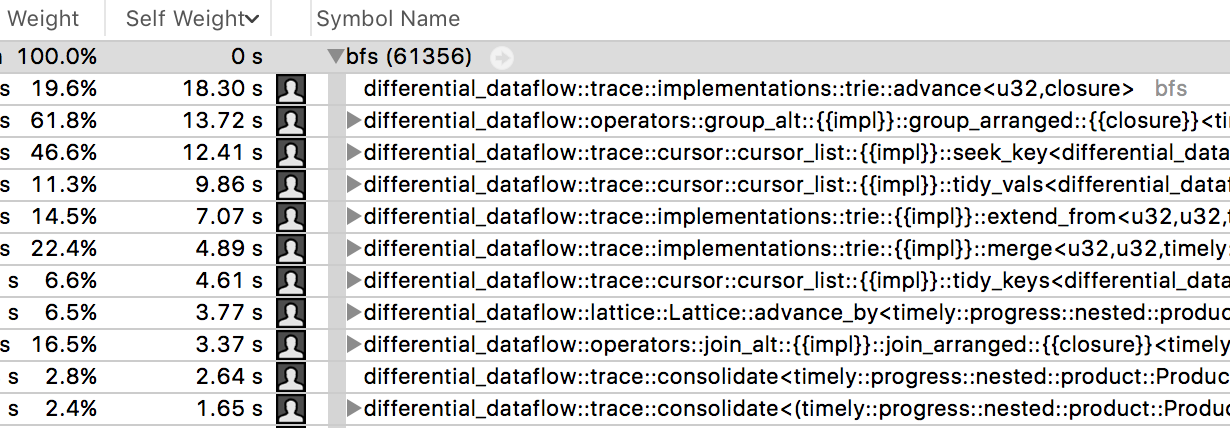 Weight Self Weight Symbol Name
100.0% 0 s bfs (61356)
s 19.6% 18.30 s differential_dataflow::trace::implementations::trie::advance<u32,closure> bfs
s 61.8% 13.72 s differential_dataflow::operators::group_alt::{{impl}}::group_arranged::{{closure}}<ti
s 46.6% 12.41 s differential_dataflow::trace::cursor::cursor_list::{{impl}}::seek_key<differential_data
s 11.3% 9.86 s differential_dataflow::trace::cursor::cursor_list::{{impl}}::tidy_vals<differential_dataf
s 14.5% 7.07 s differential_dataflow::trace::implementations::trie::{{impl}}::extend_from<u32,u32,t
s 22.4% 4.89 s differential_dataflow::trace::implementations::trie::{{impl}}::merge<u32,u32,timely:
s 6.6% 4.61 s differential_dataflow::trace::cursor::cursor_list::{{impl}}::tidy_keys<differential_data
s 6.5% 3.77 s differential_dataflow::lattice::Lattice::advance_by<timely::progress::nested::produc
s 16.5% 3.37 s differential_dataflow::operators::join_alt::{{impl}}::join_arranged::{{closure}}<timely
s 2.8% 2.64 s differential_dataflow::trace::consolidate<timely::progress::nested::product::Produc
s 2.4% 1.65 s differential_dataflow::trace::consolidate<(timely::progress::nested::product::Produ